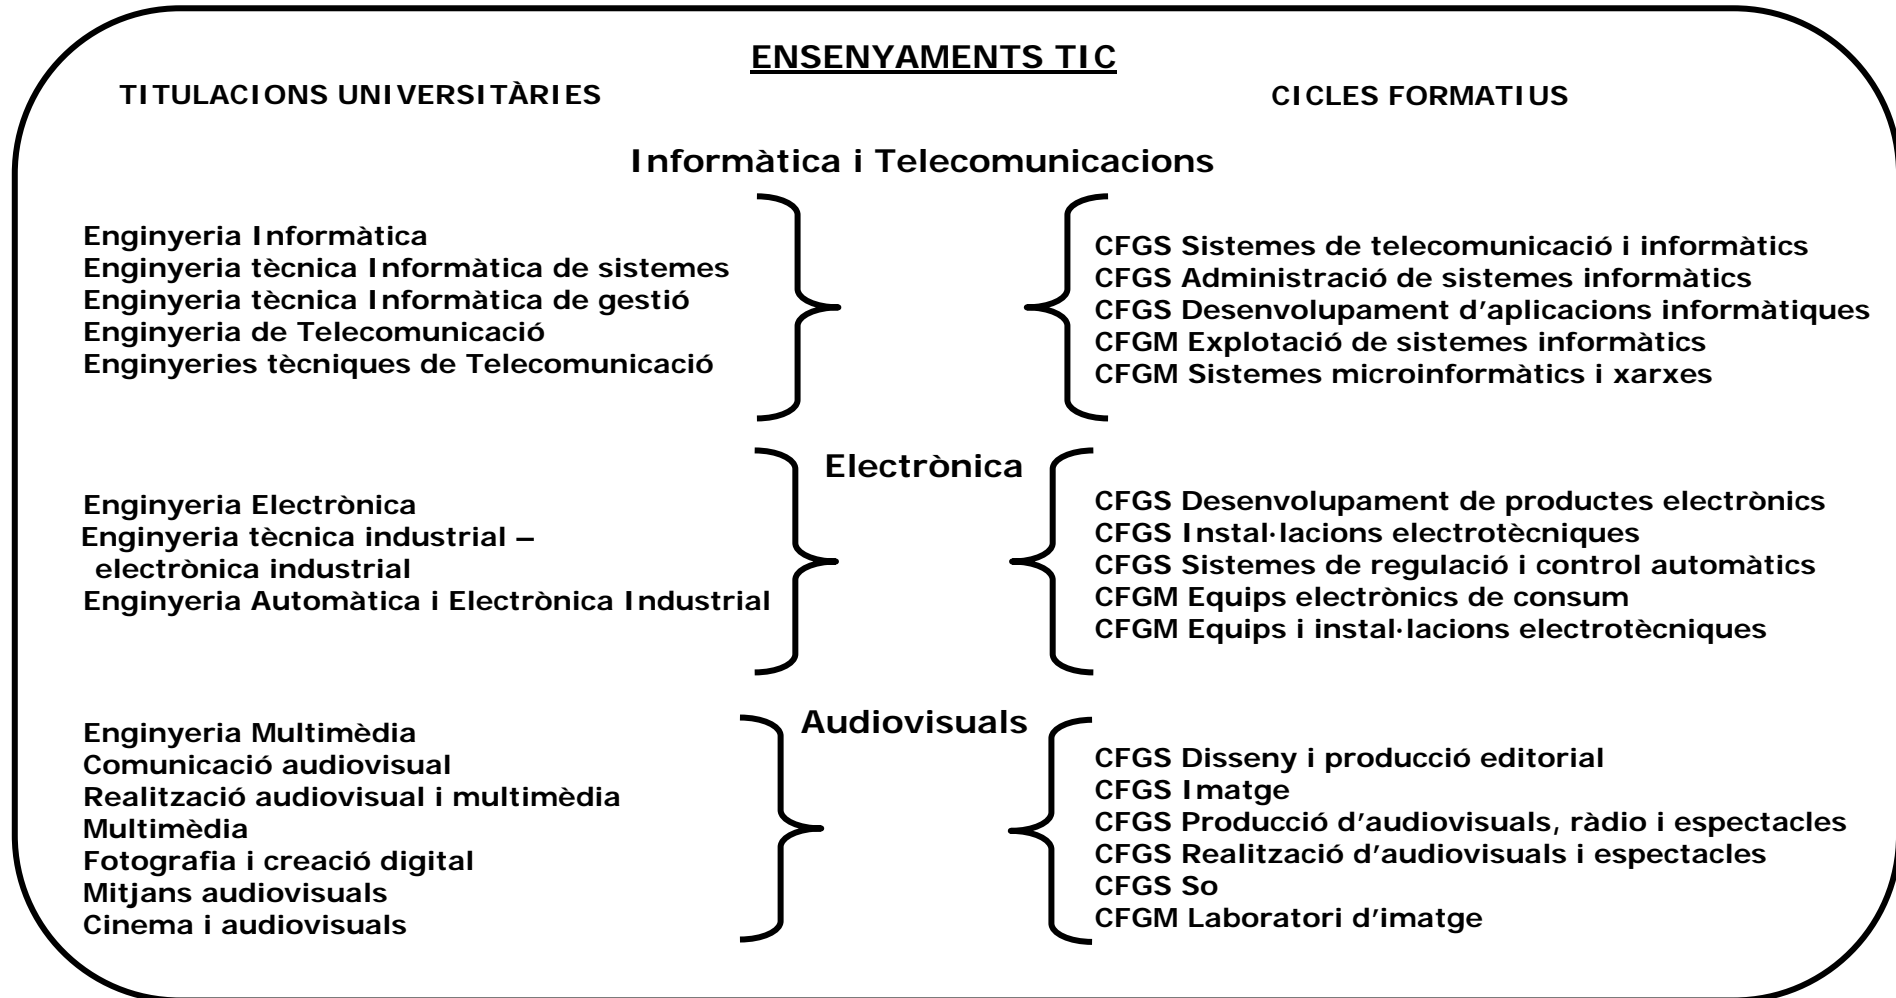 ENSENYAMENTS TIC
TITULACIONS UNIVERSITÀRIES
CICLES FORMATIUS
Informàtica i Telecomunicacions
Enginyeria Informàtica
Enginyeria tècnica Informàtica de sistemes
Enginyeria tècnica Informàtica de gestió
Enginyeria de Telecomunicació
Enginyeries tècniques de Telecomunicació
CFGS Sistemes de telecomunicació i informàtics
CFGS Administració de sistemes informàtics
CFGS Desenvolupament d’aplicacions informàtiques
CFGM Explotació de sistemes informàtics
CFGM Sistemes microinformàtics i xarxes
Electrònica
Enginyeria Electrònica
Enginyeria tècnica industrial –
electrònica industrial
Enginyeria Automàtica i Electrònica Industrial
CFGS Desenvolupament de productes electrònics
CFGS Instal·lacions electrotècniques
CFGS Sistemes de regulació i control automàtics
CFGM Equips electrònics de consum
CFGM Equips i instal·lacions electrotècniques
Audiovisuals
Enginyeria Multimèdia
Comunicació audiovisual
Realització audiovisual i multimèdia
Multimèdia
Fotografia i creació digital
Mitjans audiovisuals
Cinema i audiovisuals
CFGS Disseny i producció editorial
CFGS Imatge
CFGS Producció d’audiovisuals, ràdio i espectacles
CFGS Realització d’audiovisuals i espectacles
CFGS So
CFGM Laboratori d’imatge